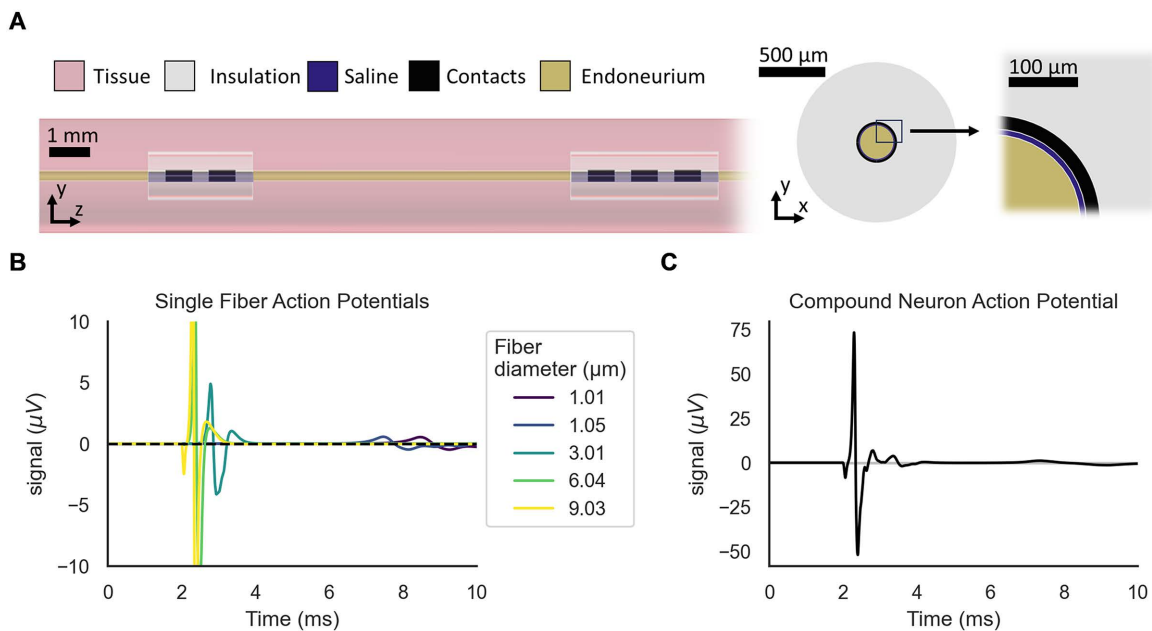 A
Tissue Insulation Saline Contacts Endoneurium
500 µm
100 µm
1 mm
y
z
y
x
B
Single Fiber Action Potentials
signal (µV)
10
5
0
−5
−10
0 2 4 6 8 10
Time (ms)
Fiber
diameter (µm)
1.01
1.05
3.01
6.04
9.03
C
Compound Neuron Action Potential
signal (µV)
75
50
25
0
−25
−50
0 2 4 6 8 10
Time (ms)